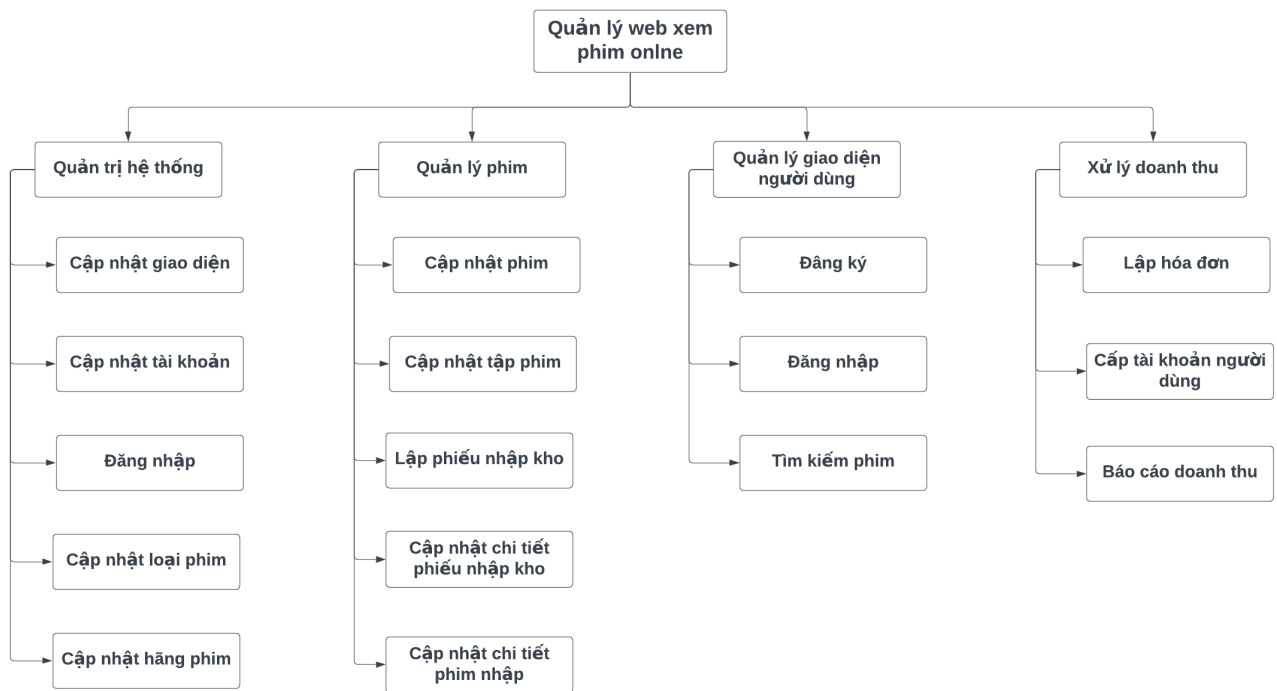 Quản lý web xem
phim onlne
Quản trị hệ thống
Quản lý phim
Quản lý giao diện
người dùng
Xử lý doanh thu
Cập nhật giao diện
Cập nhật phim
Đâng ký
Lập hóa đơn
Cập nhật tài khoản
Cập nhật tập phim
Đăng nhập
Cấp tài khoản người
dùng
Đăng nhập
Lập phiếu nhập kho
Tìm kiếm phim
Báo cáo doanh thu
Cập nhật loại phim
Cập nhật chi tiết
phiếu nhập kho
Cập nhật hãng phim
Cập nhật chi tiết
phim nhập